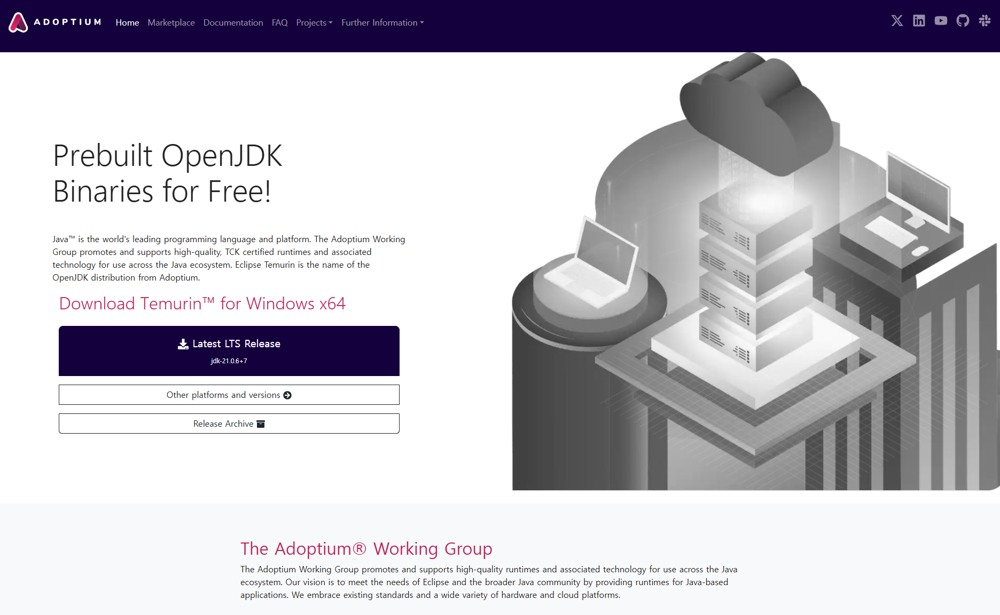 ADOPTIUM
Home Marketplace Documentation FAQ Projects Further Information
Prebuilt OpenJDK
Binaries for Free!
Java™ is the world's leading programming language and platform. The Adoptium Working
Group promotes and supports high-quality, TCK certified runtimes and associated
technology for use across the Java ecosystem. Eclipse Temurin is the name of the
OpenJDK distribution from Adoptium.
Download Temurin™ for Windows x64
Latest LTS Release
jdk-21.0.6+7
Other platforms and versions
Release Archive
The Adoptium® Working Group
The Adoptium Working Group promotes and supports high-quality runtimes and associated technology for use across the Java
ecosystem. Our vision is to meet the needs of Eclipse and the broader Java community by providing runtimes for Java-based
applications. We embrace existing standards and a wide variety of hardware and cloud platforms.